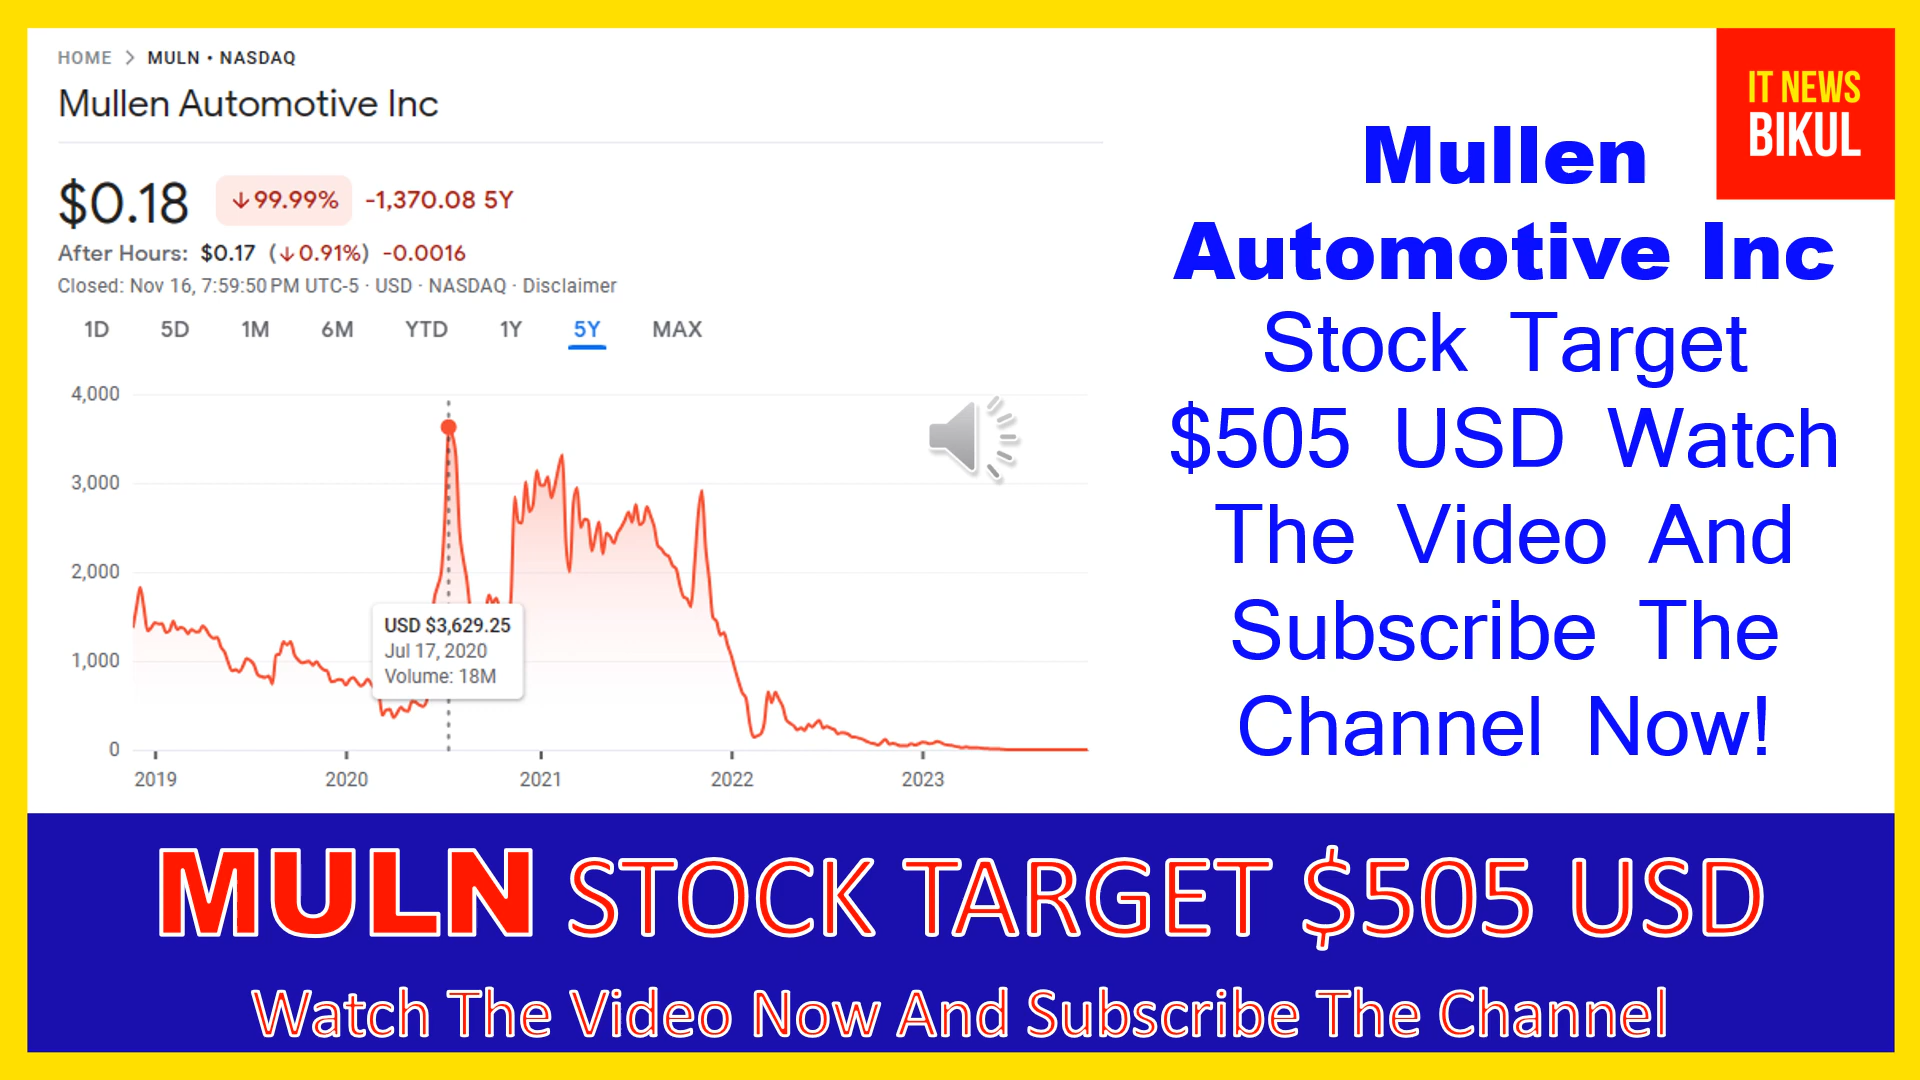 HOME > MULN • NASDAQ
Mullen Automotive Inc
$0.18 ↓99.99% -1,370.08 5Y
After Hours: $0.17 (↓0.91%) -0.0016
Closed: Nov 16, 7:59:50 PM UTC-5 · USD · NASDAQ · Disclaimer
1D 5D 1M 6M YTD 1Y 5Y MAX
4,000
3,000
2,000
1,000
0
USD $3,629.25
Jul 17, 2020
Volume: 18M
2019 2020 2021 2022 2023
IT NEWS
BIKUL
Mullen
Automotive Inc
Stock Target
$505 USD Watch
The Video And
Subscribe The
Channel Now!
MULN STOCK TARGET $505 USD
Watch The Video Now And Subscribe The Channel